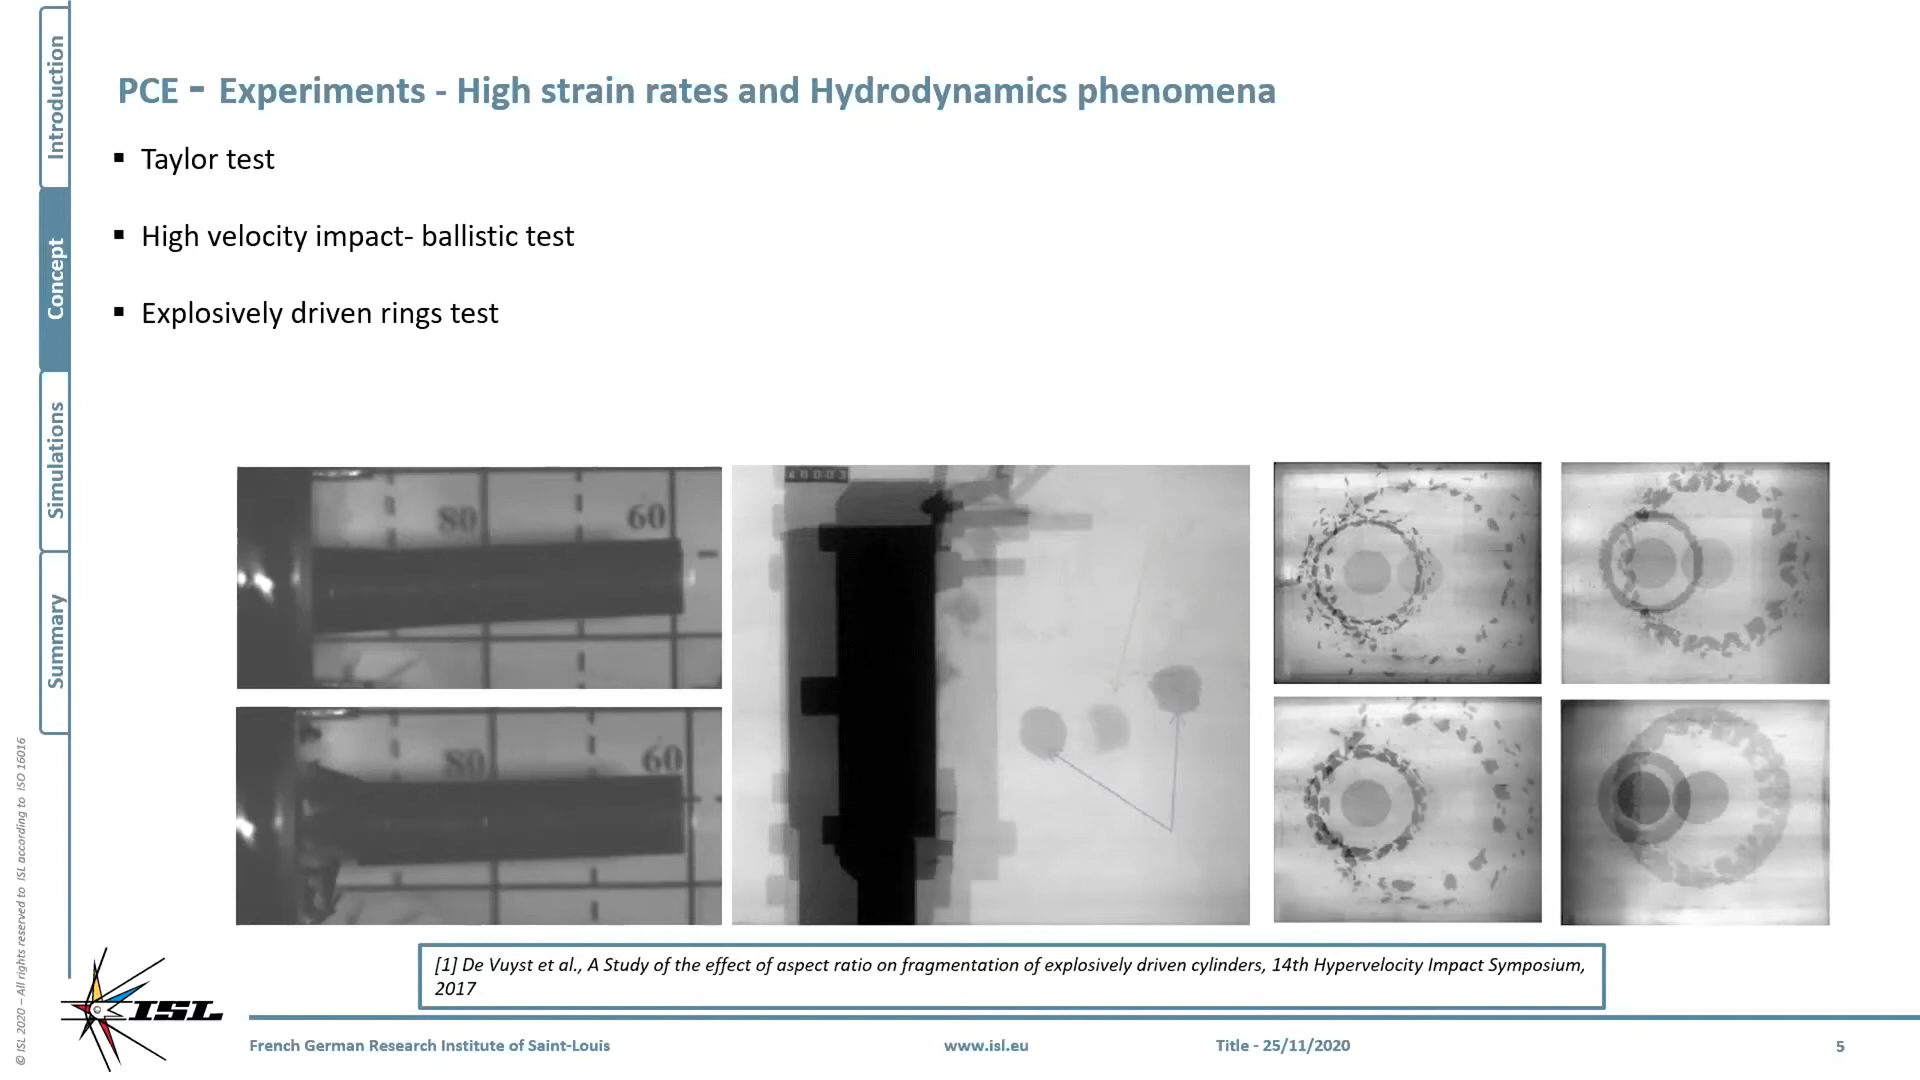 Introduction
Concept
Simulations
Summary
© ISL 2020 – All rights reserved to ISL according to ISO 16016
PCE - Experiments - High strain rates and Hydrodynamics phenomena
▪ Taylor test
▪ High velocity impact- ballistic test
▪ Explosively driven rings test
80 60
80 60
[1] De Vuyst et al., A Study of the effect of aspect ratio on fragmentation of explosively driven cylinders, 14th Hypervelocity Impact Symposium,
2017
ISL
French German Research Institute of Saint-Louis www.isl.eu Title - 25/11/2020 5